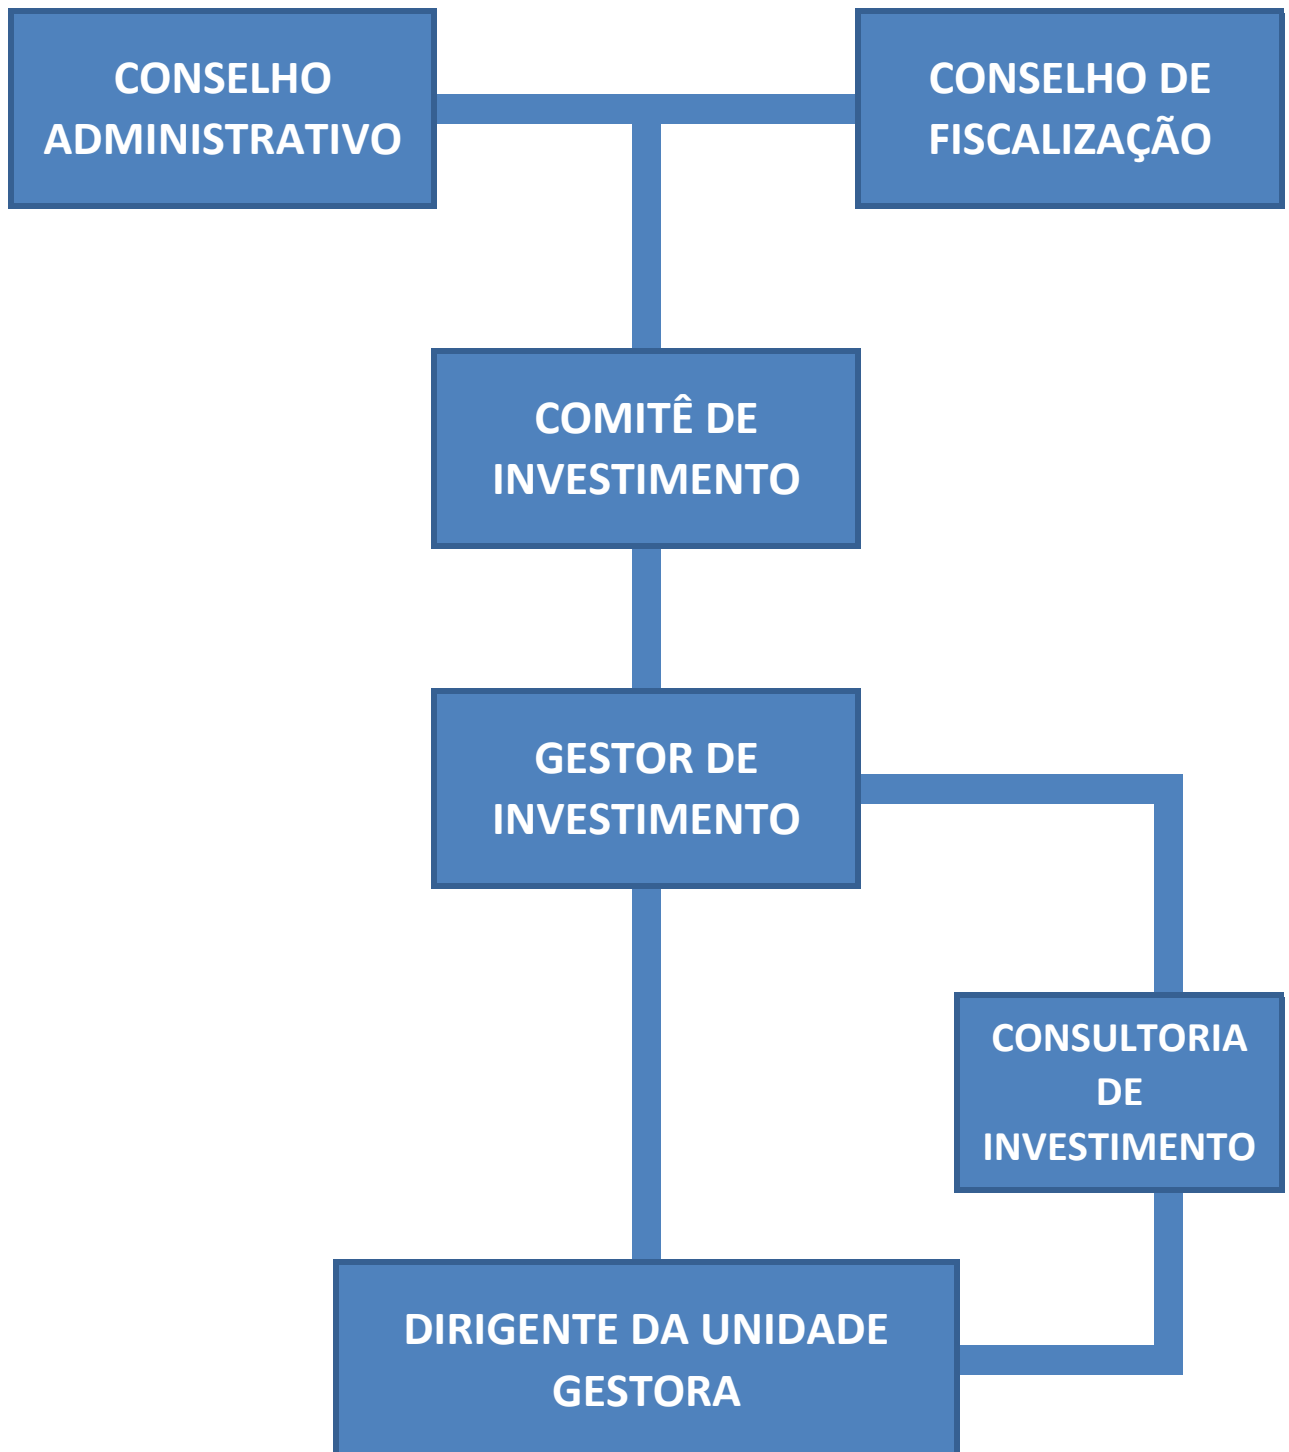 CONSELHO
ADMINISTRATIVO
CONSELHO DE
FISCALIZAÇÃO
COMITÊ DE
INVESTIMENTO
GESTOR DE
INVESTIMENTO
CONSULTORIA
DE
INVESTIMENTO
DIRIGENTE DA UNIDADE
GESTORA